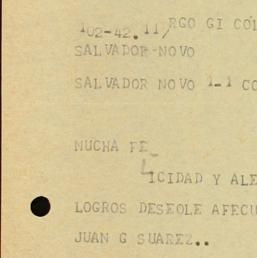 102-42.11/RGO GI CO
SALVADOR NOVO
SALVADOR NOVO 1-1 CO
MUCHA FE
LICIDAD Y ALE
LOGROS DESEOLE AFECU
JUAN G SUAREZ..